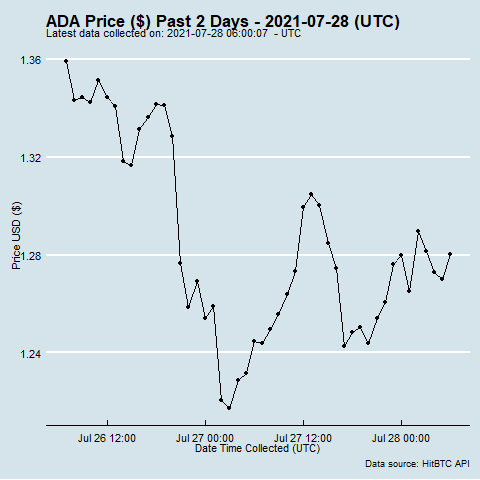 ADA Price ($) Past 2 Days - 2021-07-28 (UTC)
Latest data collected on: 2021-07-28 06:00:07  - UTC
1.36
1.32
1.28
1.24
Price USD ($)
Jul 26 12:00
Jul 27 00:00
Jul 27 12:00
Jul 28 00:00
Date Time Collected (UTC)
Data source: HitBTC API